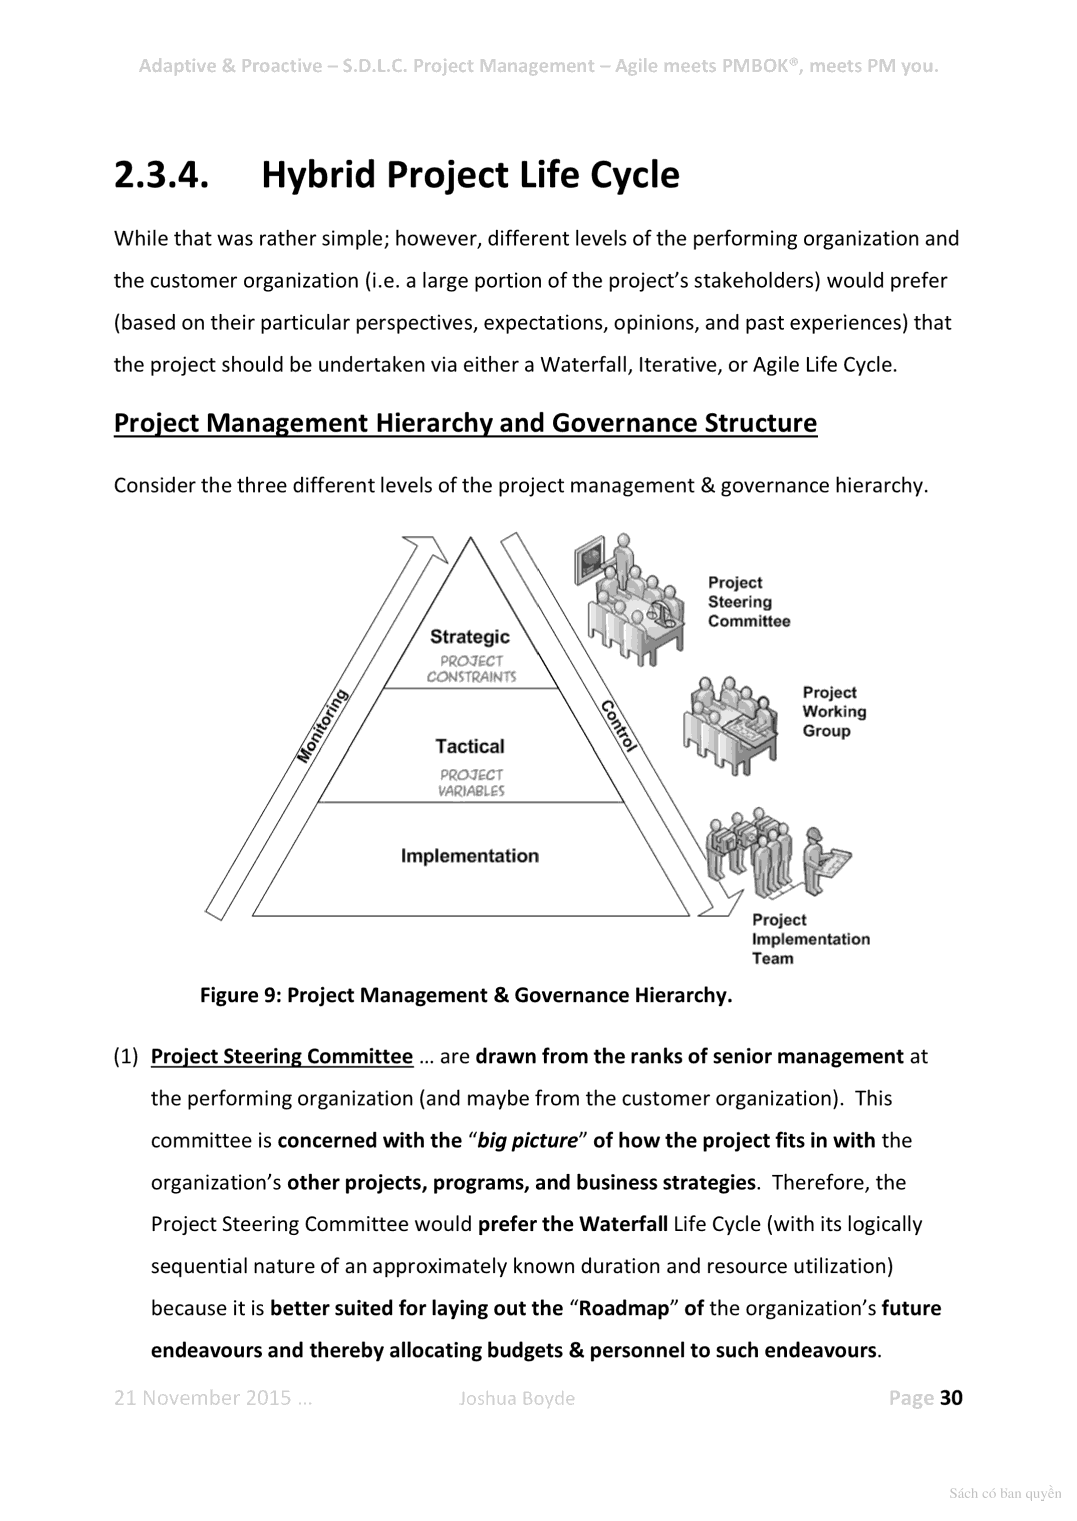 Adaptive & Proactive – S.D.L.C. Project Management – Agile meets PMBOK®, meets PM you.
2.3.4. Hybrid Project Life Cycle
While that was rather simple; however, different levels of the performing organization and
the customer organization (i.e. a large portion of the project’s stakeholders) would prefer
(based on their particular perspectives, expectations, opinions, and past experiences) that
the project should be undertaken via either a Waterfall, Iterative, or Agile Life Cycle.
Project Management Hierarchy and Governance Structure
Consider the three different levels of the project management & governance hierarchy.
Monitoring
Strategic
PROJECT
CONSTRAINTS
Tactical
PROJECT
VARIABLES
Implementation
Control
Project
Steering
Committee
Project
Working
Group
Project
Implementation
Team
Figure 9: Project Management & Governance Hierarchy.
(1) Project Steering Committee … are drawn from the ranks of senior management at
the performing organization (and maybe from the customer organization). This
committee is concerned with the “big picture” of how the project fits in with the
organization’s other projects, programs, and business strategies. Therefore, the
Project Steering Committee would prefer the Waterfall Life Cycle (with its logically
sequential nature of an approximately known duration and resource utilization)
because it is better suited for laying out the “Roadmap” of the organization’s future
endeavours and thereby allocating budgets & personnel to such endeavours.
21 November 2015 … Joshua Boyde Page 30
Sách có bản quyền